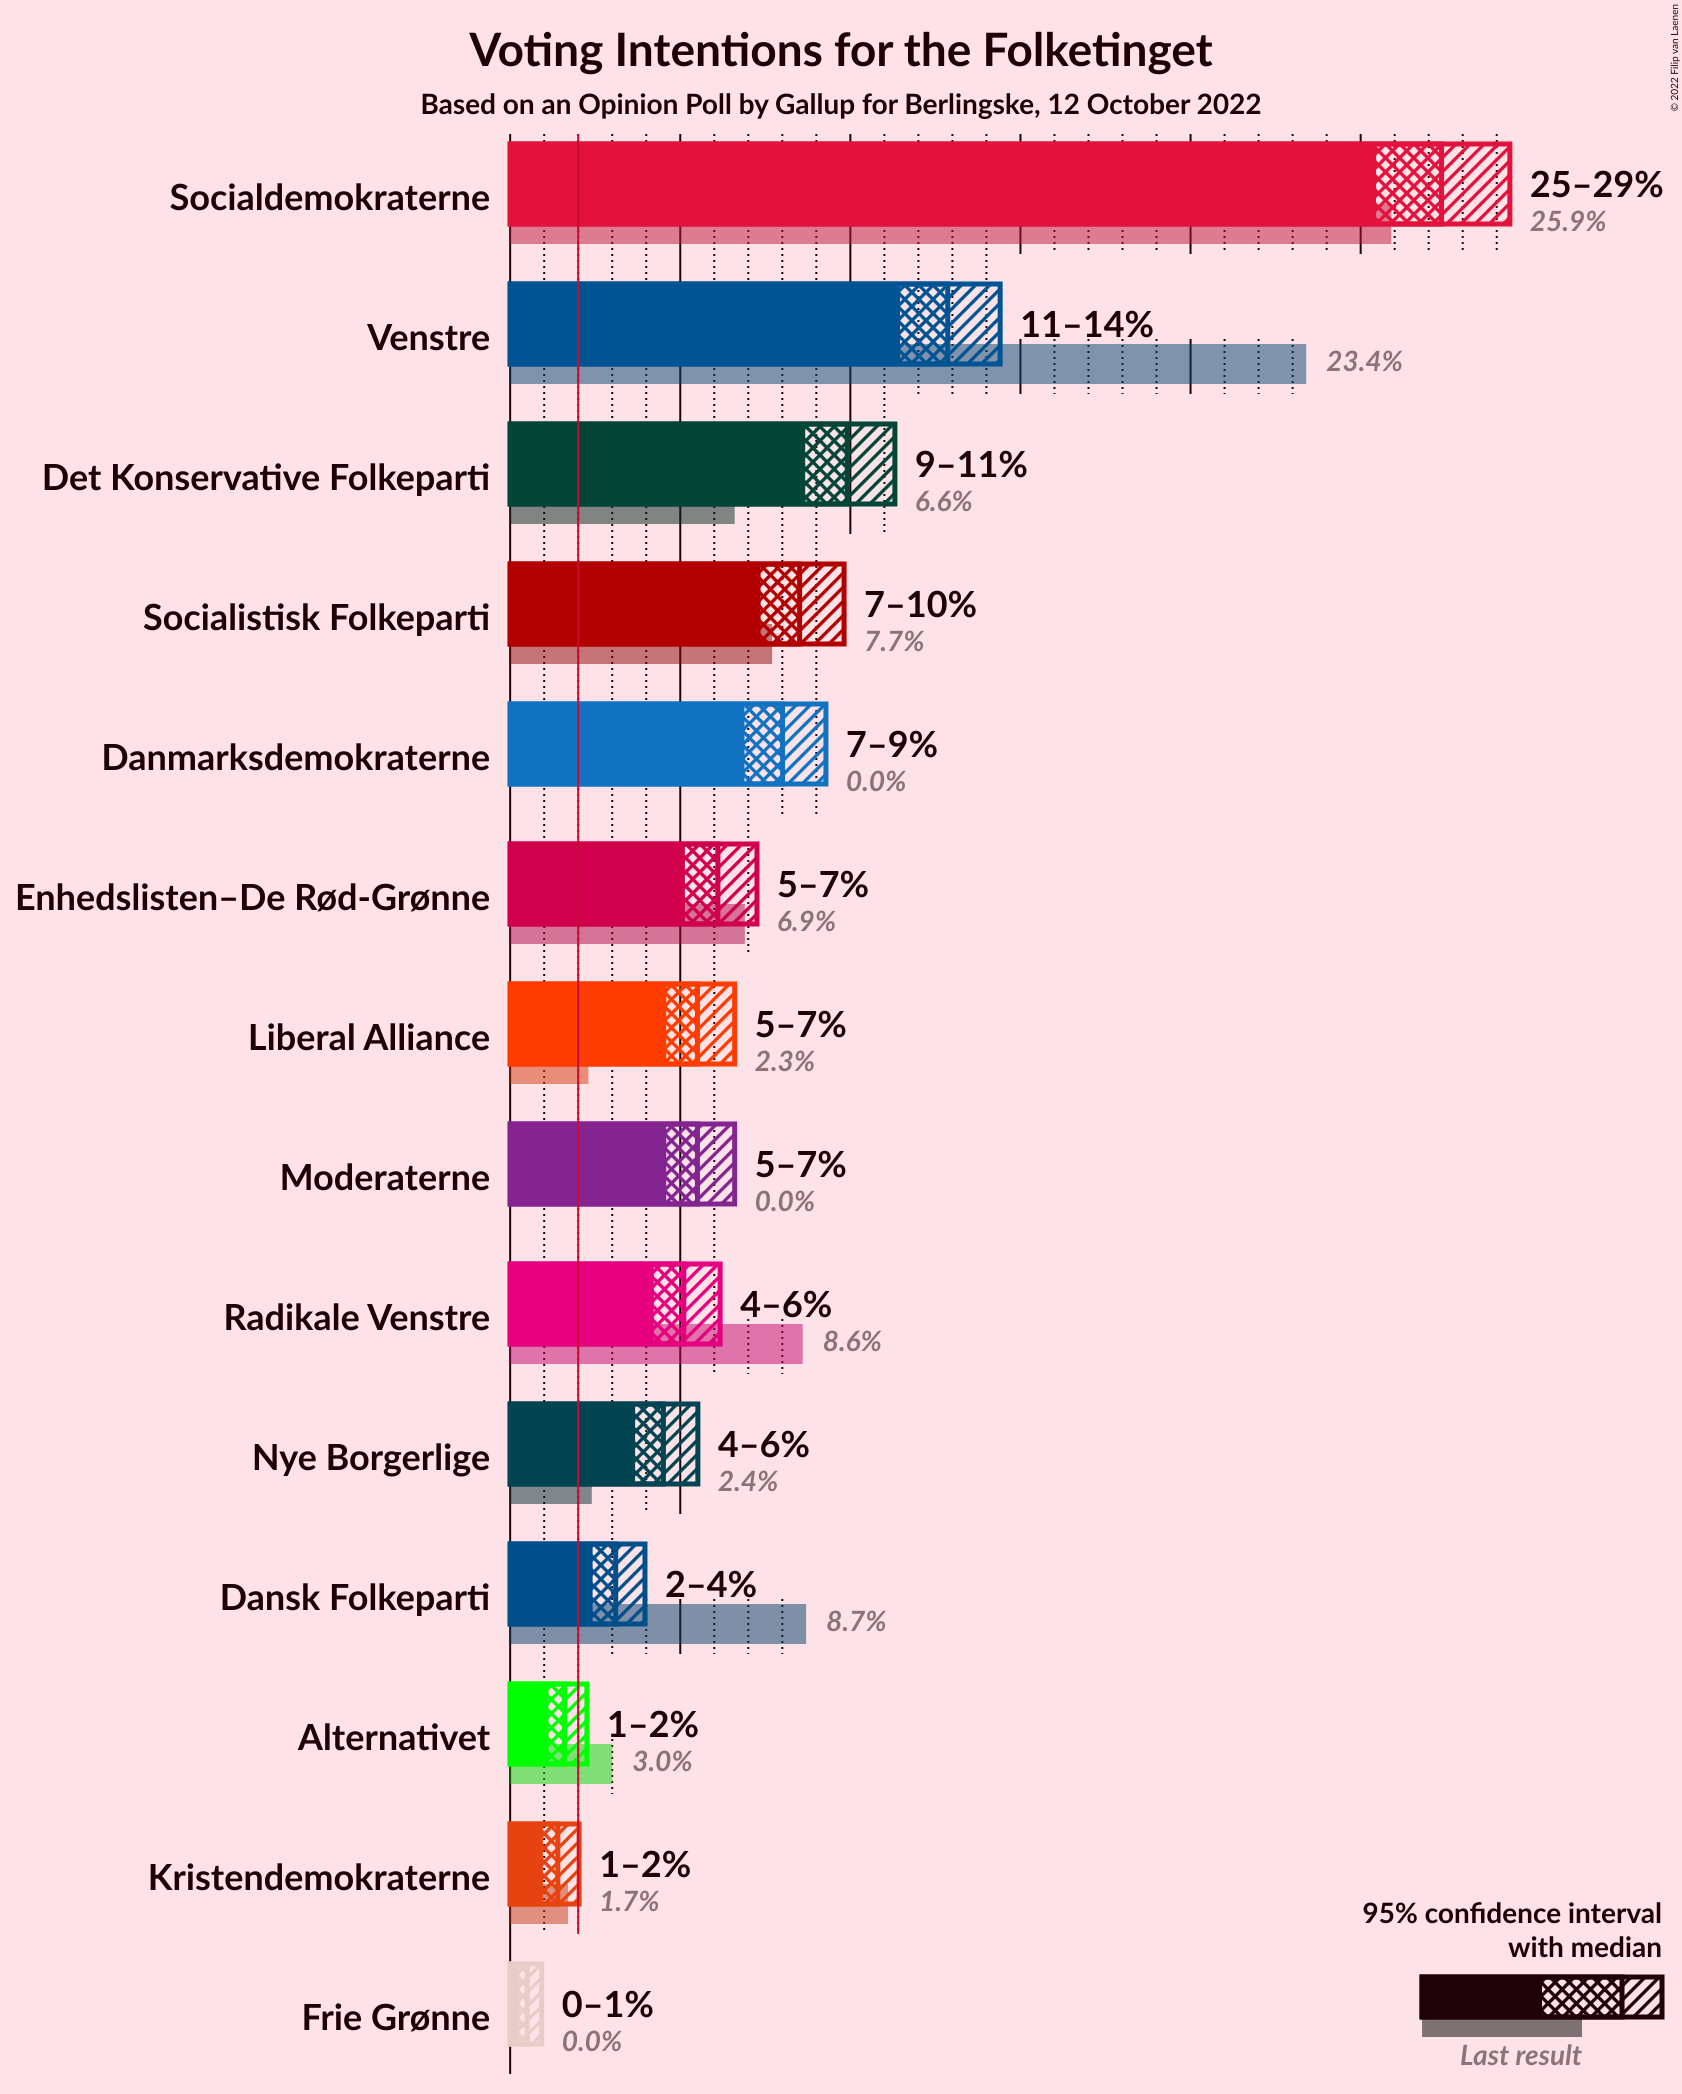 © 2022 Filip van Laenen
Voting Intentions for the Folketinget
Based on an Opinion Poll by Gallup for Berlingske, 12 October 2022
Socialdemokraterne
25–29%
25.9%
Venstre
11–14%
23.4%
Det Konservative Folkeparti
9–11%
6.6%
Socialistisk Folkeparti
7–10%
7.7%
Danmarksdemokraterne
7–9%
0.0%
Enhedslisten–De Rød-Grønne
5–7%
6.9%
Liberal Alliance
5–7%
2.3%
Moderaterne
5–7%
0.0%
Radikale Venstre
4–6%
8.6%
Nye Borgerlige
4–6%
2.4%
Dansk Folkeparti
2–4%
8.7%
Alternativet
1–2%
3.0%
Kristendemokraterne
1–2%
1.7%
Frie Grønne
0–1%
0.0%
95% confidence interval
with median
Last result